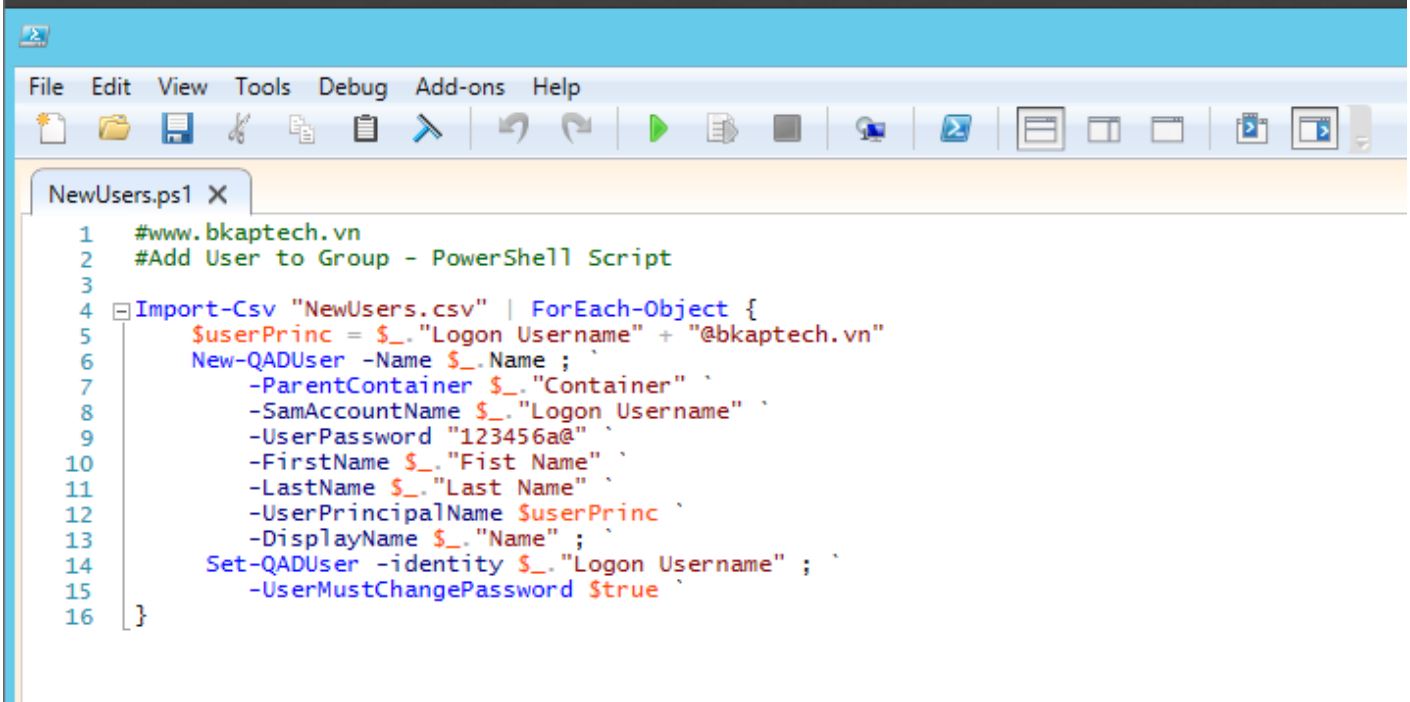 File Edit View Tools Debug Add-ons Help
NewUsers.ps1 X
1 #www.bkaptech.vn
2 #Add User to Group - PowerShell Script
3
4 Import-Csv "NewUsers.csv" | ForEach-Object {
5 $userPrinc = $_."Logon Username" + "@bkaptech.vn"
6 New-QADUser -Name $_.Name ; `
7 -ParentContainer $_."Container" `
8 -SamAccountName $_."Logon Username" `
9 -UserPassword "123456a@" `
10 -FirstName $_."Fist Name" `
11 -LastName $_."Last Name" `
12 -UserPrincipalName $userPrinc `
13 -DisplayName $_."Name" ; `
14 Set-QADUser -identity $_."Logon Username" ; `
15 -UserMustChangePassword $true `
16 }